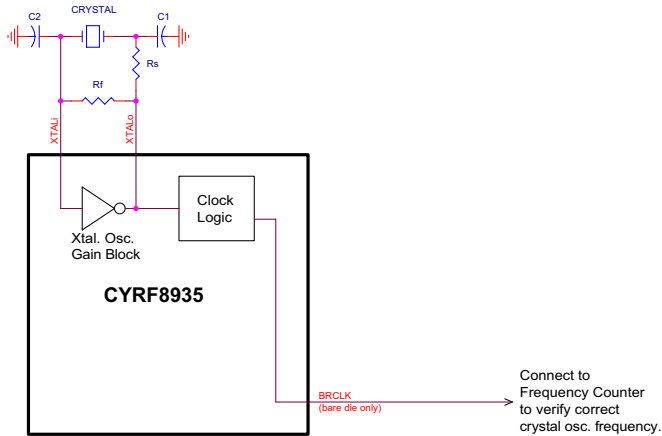 CRYSTAL
C2
C1
Rs
Rf
XTALi
XTALo
Clock
Logic
Xtal. Osc.
Gain Block
CYRF8935
BRCLK
(bare die only)
Connect to
Frequency Counter
to verify correct
crystal osc. frequency.